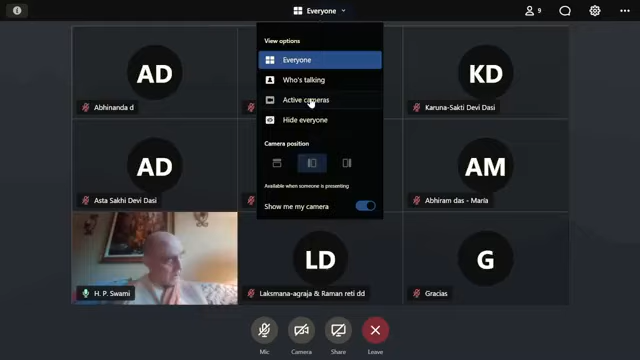 Everyone
9
View options
Everyone
Who's talking
Active cameras
Hide everyone
Camera position
Available when someone is presenting
Show me my camera
AD
Abhinanda d
KD
Karuna-Sakti Devi Dasi
AD
Asta Sakhi Devi Dasi
AM
Abhiram das - María
H. P. Swami
LD
Laksmana-agraja & Raman reti dd
G
Gracias
Mic
Camera
Share
Leave